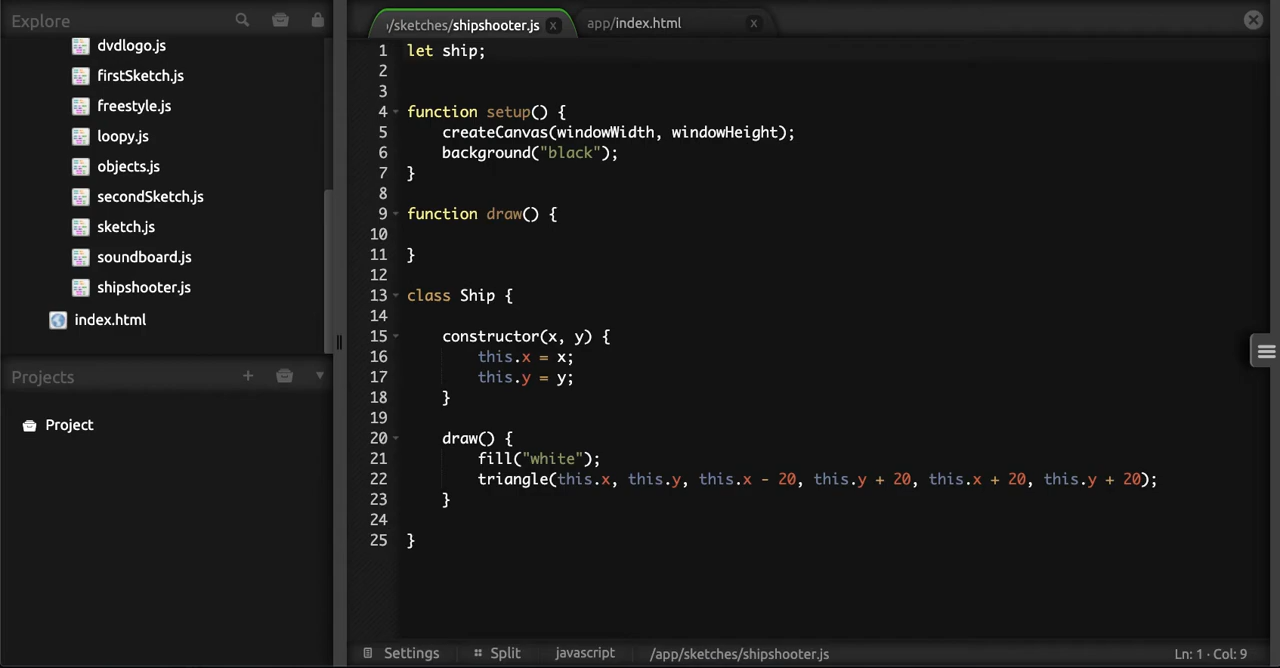 Explore
dvdlogo.js
firstSketch.js
freestyle.js
loopy.js
objects.js
secondSketch.js
sketch.js
soundboard.js
shipshooter.js
index.html
Projects
Project
/sketches/shipshooter.js x app/index.html x
1 let ship;
2
3
4 function setup() {
5 createCanvas(windowWidth, windowHeight);
6 background("black");
7 }
8
9 function draw() {
10
11 }
12
13 class Ship {
14
15 constructor(x, y) {
16 this.x = x;
17 this.y = y;
18 }
19
20 draw() {
21 fill("white");
22 triangle(this.x, this.y, this.x - 20, this.y + 20, this.x + 20, this.y + 20);
23 }
24
25 }
Settings Split javascript /app/sketches/shipshooter.js Ln: 1 · Col: 9